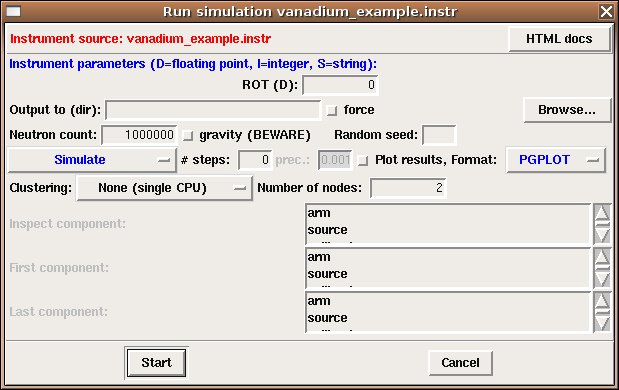 Run simulation vanadium_example.instr
Instrument source: vanadium_example.instr HTML docs
Instrument parameters (D=floating point, I=integer, S=string):
ROT (D): 0
Output to (dir): force Browse...
Neutron count: 1000000 gravity (BEWARE) Random seed:
Simulate # steps: 0 prec.: 0.001 Plot results, Format: PGPLOT
Clustering: None (single CPU) Number of nodes: 2
Inspect component: arm
source
First component: arm
source
Last component: arm
source
Start Cancel